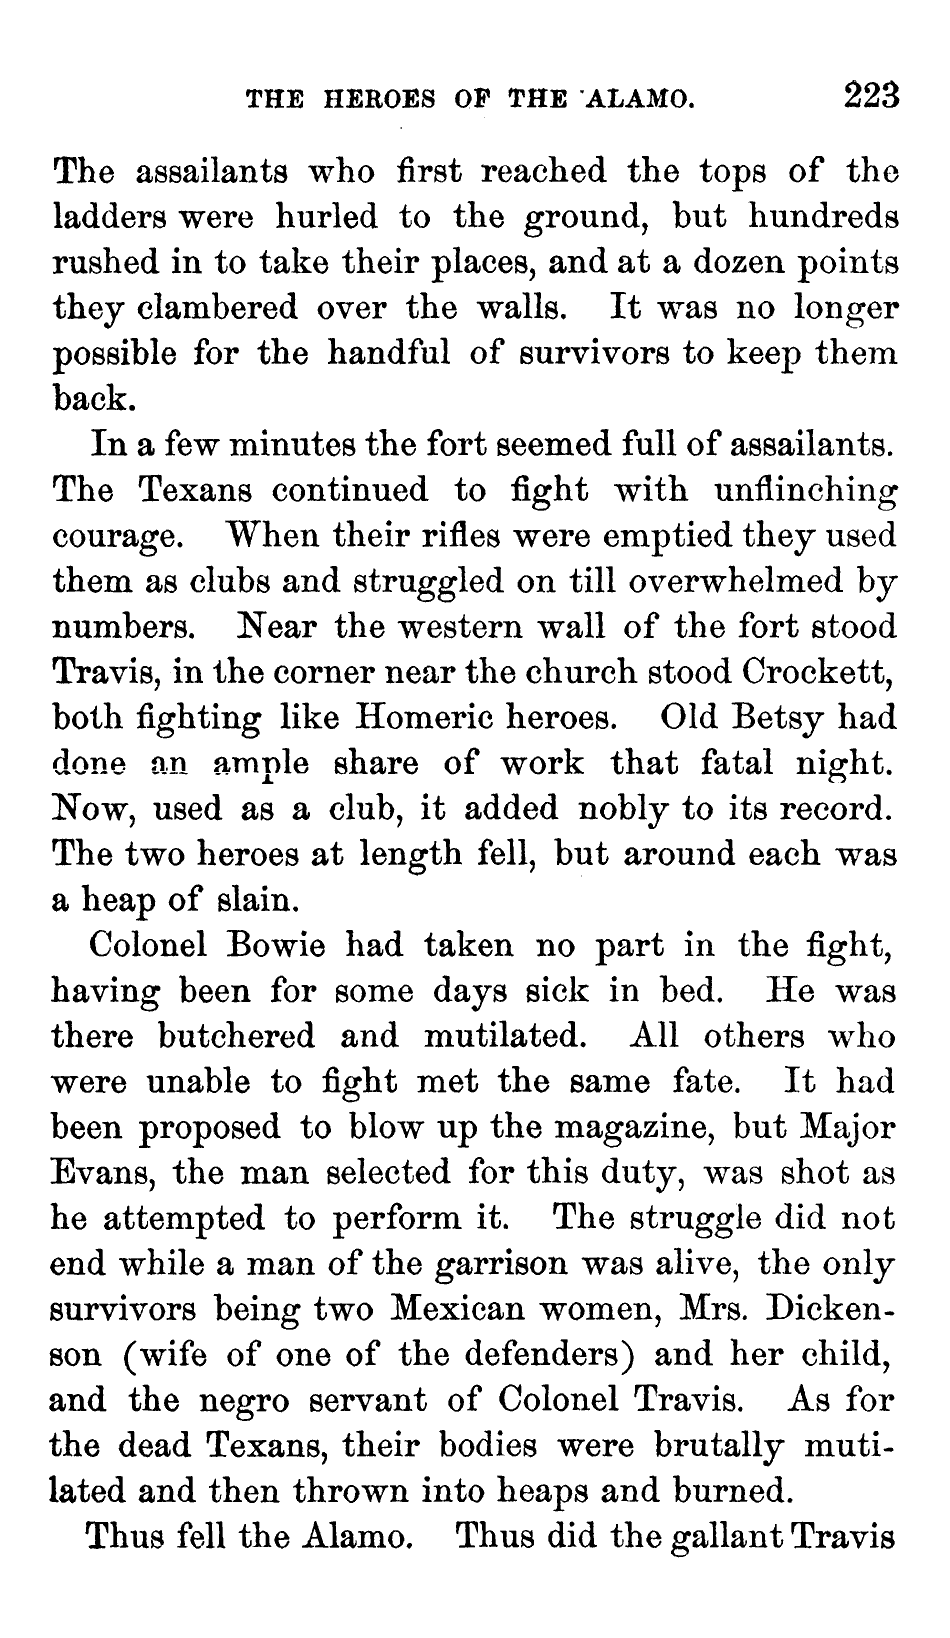 THE HEROES OF THE ALAMO. 223
The assailants who first reached the tops of the
ladders were hurled to the ground, but hundreds
rushed in to take their places, and at a dozen points
they clambered over the walls. It was no longer
possible for the handful of survivors to keep them
back.
In a few minutes the fort seemed full of assailants.
The Texans continued to fight with unflinching
courage. When their rifles were emptied they used
them as clubs and struggled on till overwhelmed by
numbers. Near the western wall of the fort stood
Travis, in the corner near the church stood Crockett,
both fighting like Homeric heroes. Old Betsy had
done an ample share of work that fatal night.
Now, used as a club, it added nobly to its record.
The two heroes at length fell, but around each was
a heap of slain.
Colonel Bowie had taken no part in the fight,
having been for some days sick in bed. He was
there butchered and mutilated. All others who
were unable to fight met the same fate. It had
been proposed to blow up the magazine, but Major
Evans, the man selected for this duty, was shot as
he attempted to perform it. The struggle did not
end while a man of the garrison was alive, the only
survivors being two Mexican women, Mrs. Dicken-
son (wife of one of the defenders) and her child,
and the negro servant of Colonel Travis. As for
the dead Texans, their bodies were brutally muti-
lated and then thrown into heaps and burned.
Thus fell the Alamo. Thus did the gallant Travis